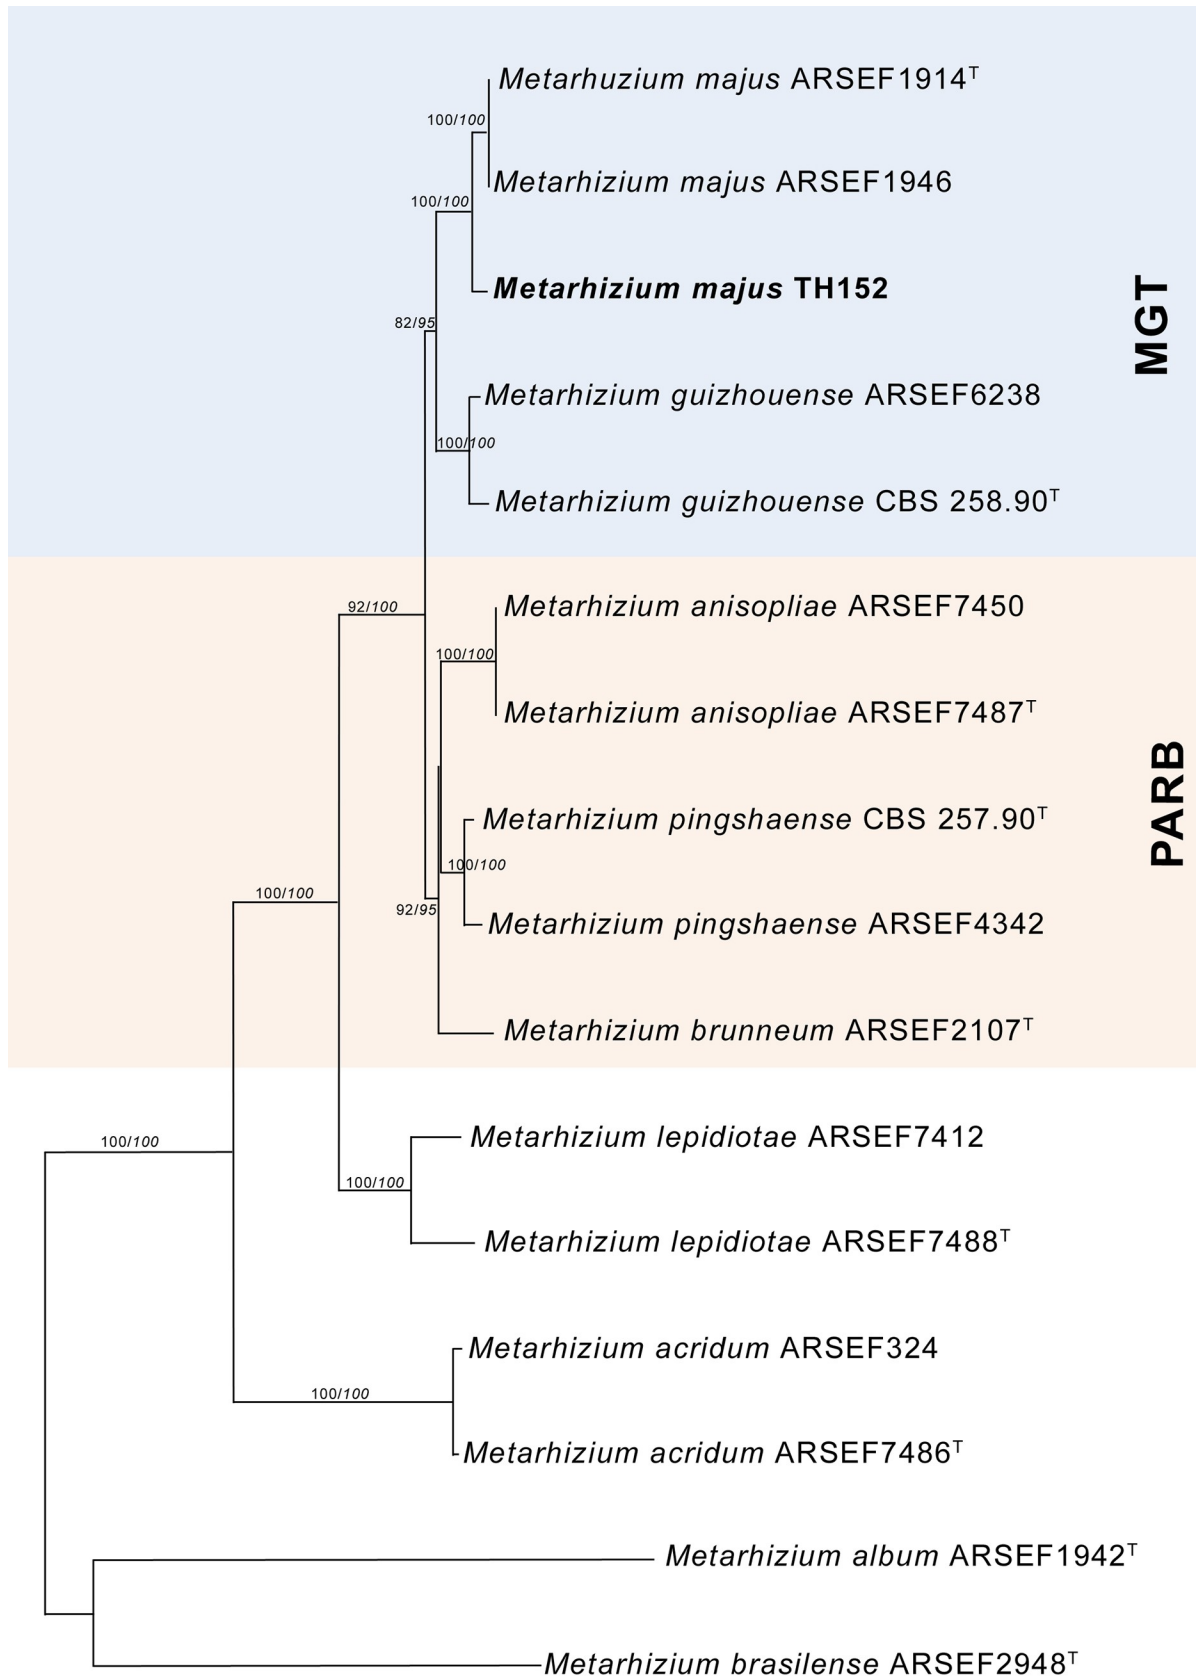 Metarhuzium majus ARSEF1914ᵀ
100/100
Metarhizium majus ARSEF1946
100/100
Metarhizium majus TH152
MGT
82/95
Metarhizium guizhouense ARSEF6238
100/100
Metarhizium guizhouense CBS 258.90ᵀ
92/100
Metarhizium anisopliae ARSEF7450
100/100
Metarhizium anisopliae ARSEF7487ᵀ
PARB
Metarhizium pingshaense CBS 257.90ᵀ
100/100
100/100
92/95
Metarhizium pingshaense ARSEF4342
Metarhizium brunneum ARSEF2107ᵀ
100/100
Metarhizium lepidiotae ARSEF7412
100/100
Metarhizium lepidiotae ARSEF7488ᵀ
Metarhizium acridum ARSEF324
100/100
Metarhizium acridum ARSEF7486ᵀ
Metarhizium album ARSEF1942ᵀ
Metarhizium brasilense ARSEF2948ᵀ